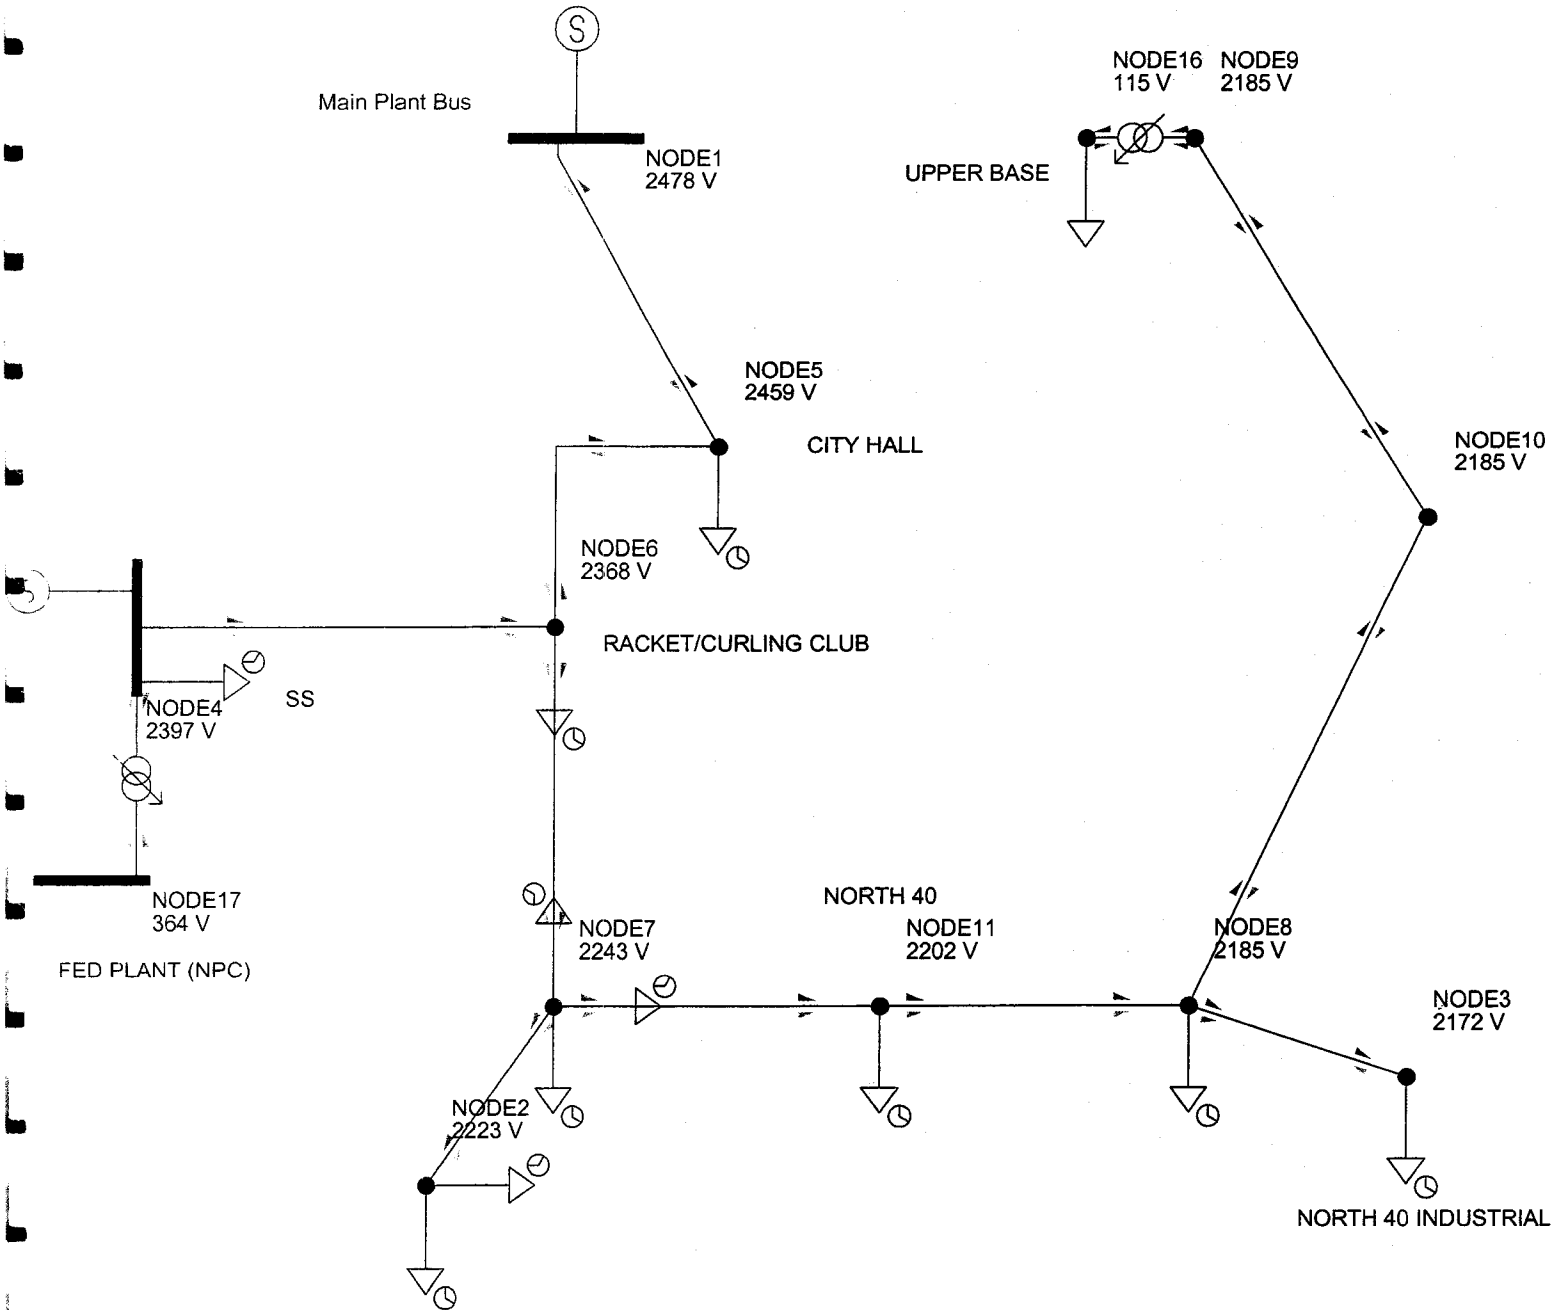 S
NODE16
115 V
NODE9
2185 V
Main Plant Bus
NODE1
2478 V
UPPER BASE
NODE5
2459 V
CITY HALL
NODE10
2185 V
NODE6
2368 V
S
RACKET/CURLING CLUB
SS
NODE4
2397 V
NODE17
364 V
FED PLANT (NPC)
NORTH 40
NODE7
2243 V
NODE11
2202 V
NODE8
2185 V
NODE3
2172 V
NODE2
2223 V
NORTH 40 INDUSTRIAL